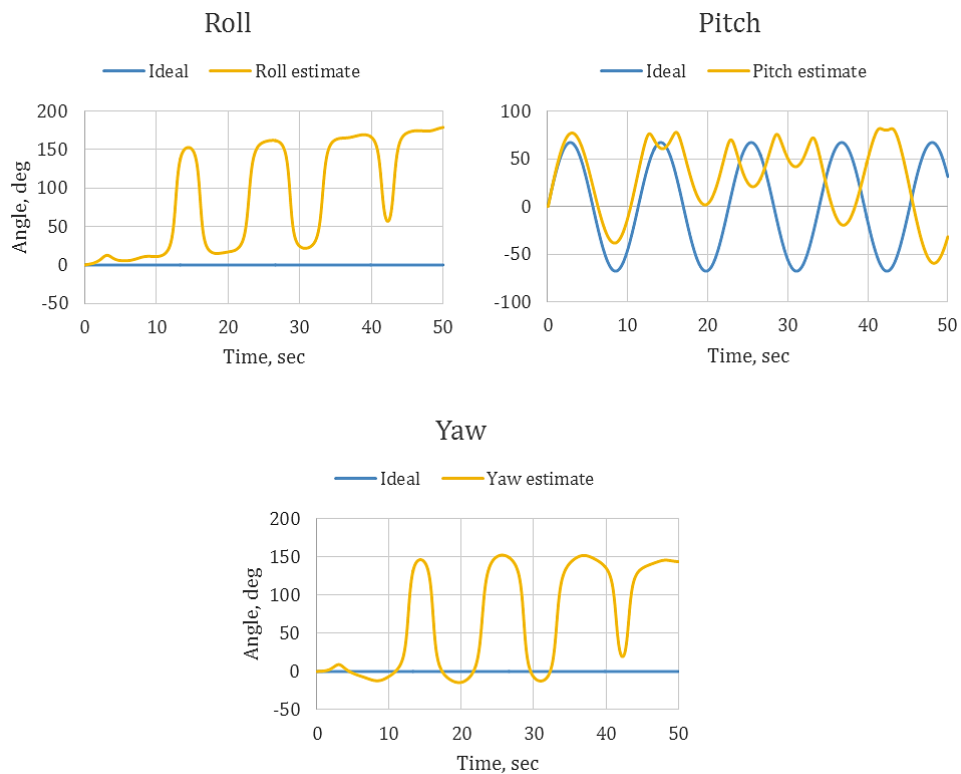 Roll
Ideal Roll estimate
200
150
100
50
0
-50
Angle, deg
0 10 20 30 40 50
Time, sec
Pitch
Ideal Pitch estimate
100
50
0
-50
-100
0 10 20 30 40 50
Time, sec
Yaw
Ideal Yaw estimate
200
150
100
50
0
-50
Angle, deg
0 10 20 30 40 50
Time, sec